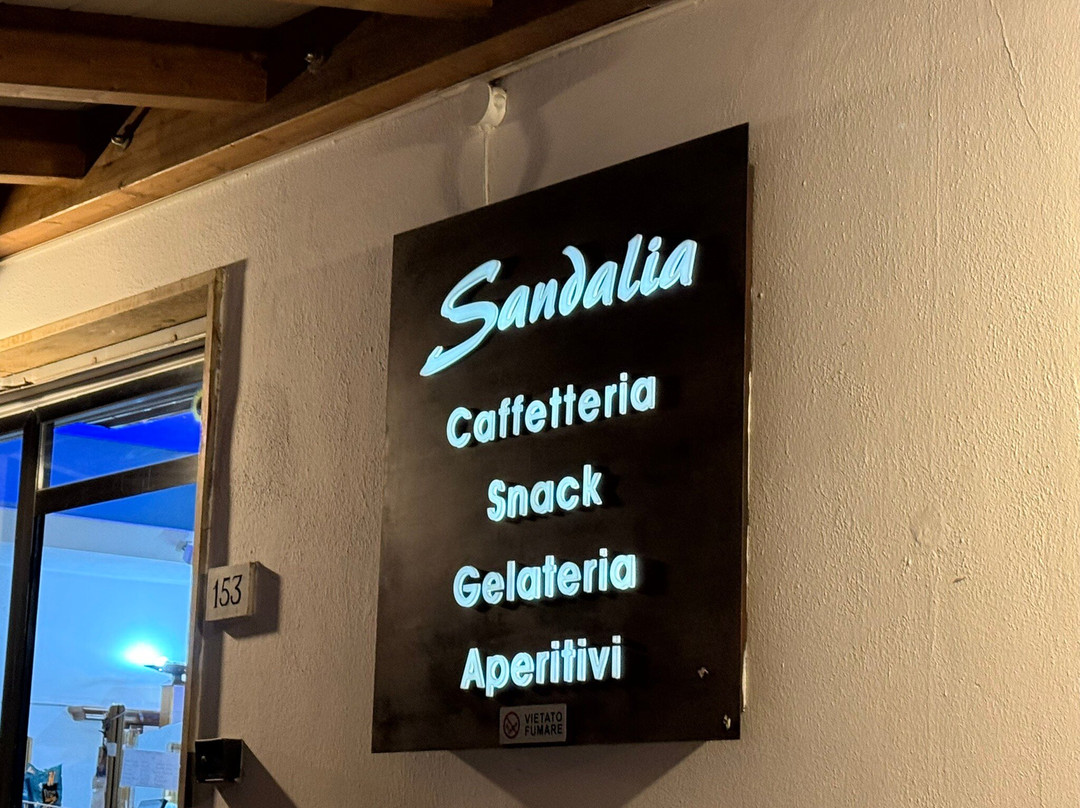 Sandalia
Caffetteria
Snack
Gelateria
Aperitivi
VIETATO
FUMARE
153